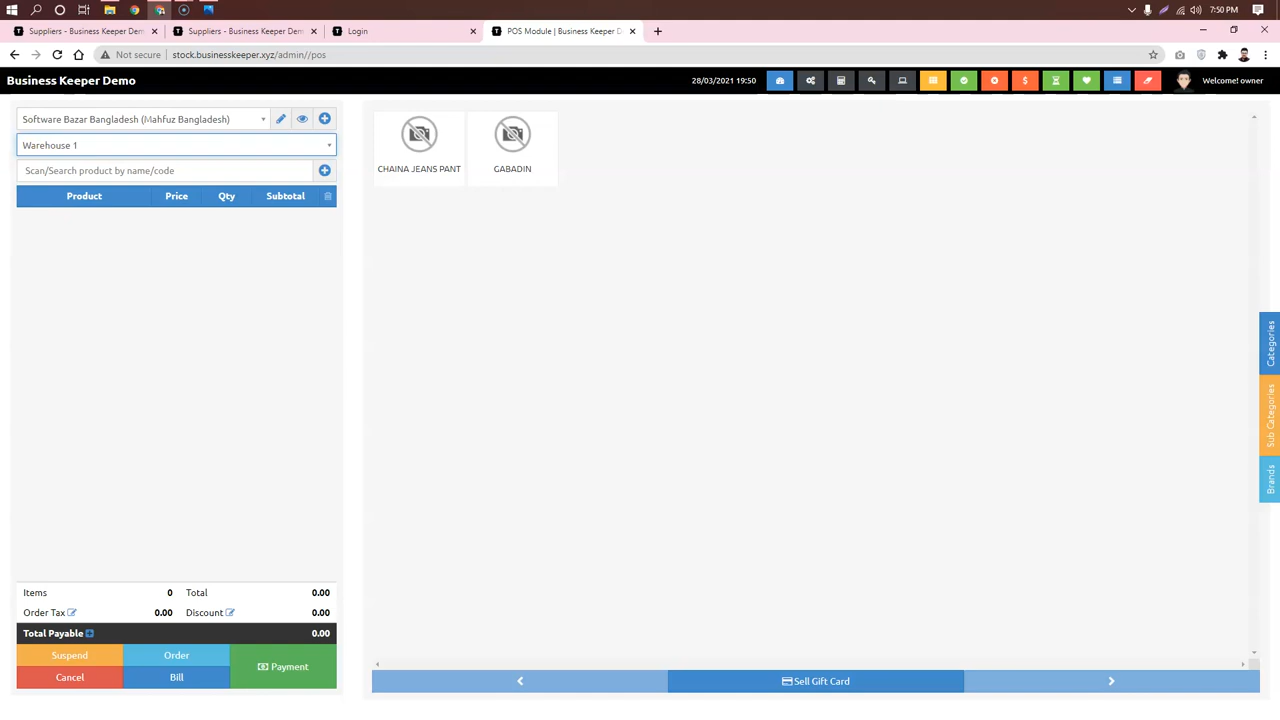 7:50 PM
Suppliers - Business Keeper Dem
Suppliers - Business Keeper Dem
Login
POS Module | Business Keeper D
Not secure
stock.businesskeeper.xyz/admin//pos
Business Keeper Demo
28/03/2021 19:50
Welcome! owner
Software Bazar Bangladesh (Mahfuz Bangladesh)
Warehouse 1
Scan/Search product by name/code
Product Price Qty Subtotal
CHAINA JEANS PANT
GABADIN
Categories
Sub Categories
Brands
Items 0 Total 0.00
Order Tax 0.00 Discount 0.00
Total Payable 0.00
Suspend
Order
Payment
Cancel
Bill
Sell Gift Card